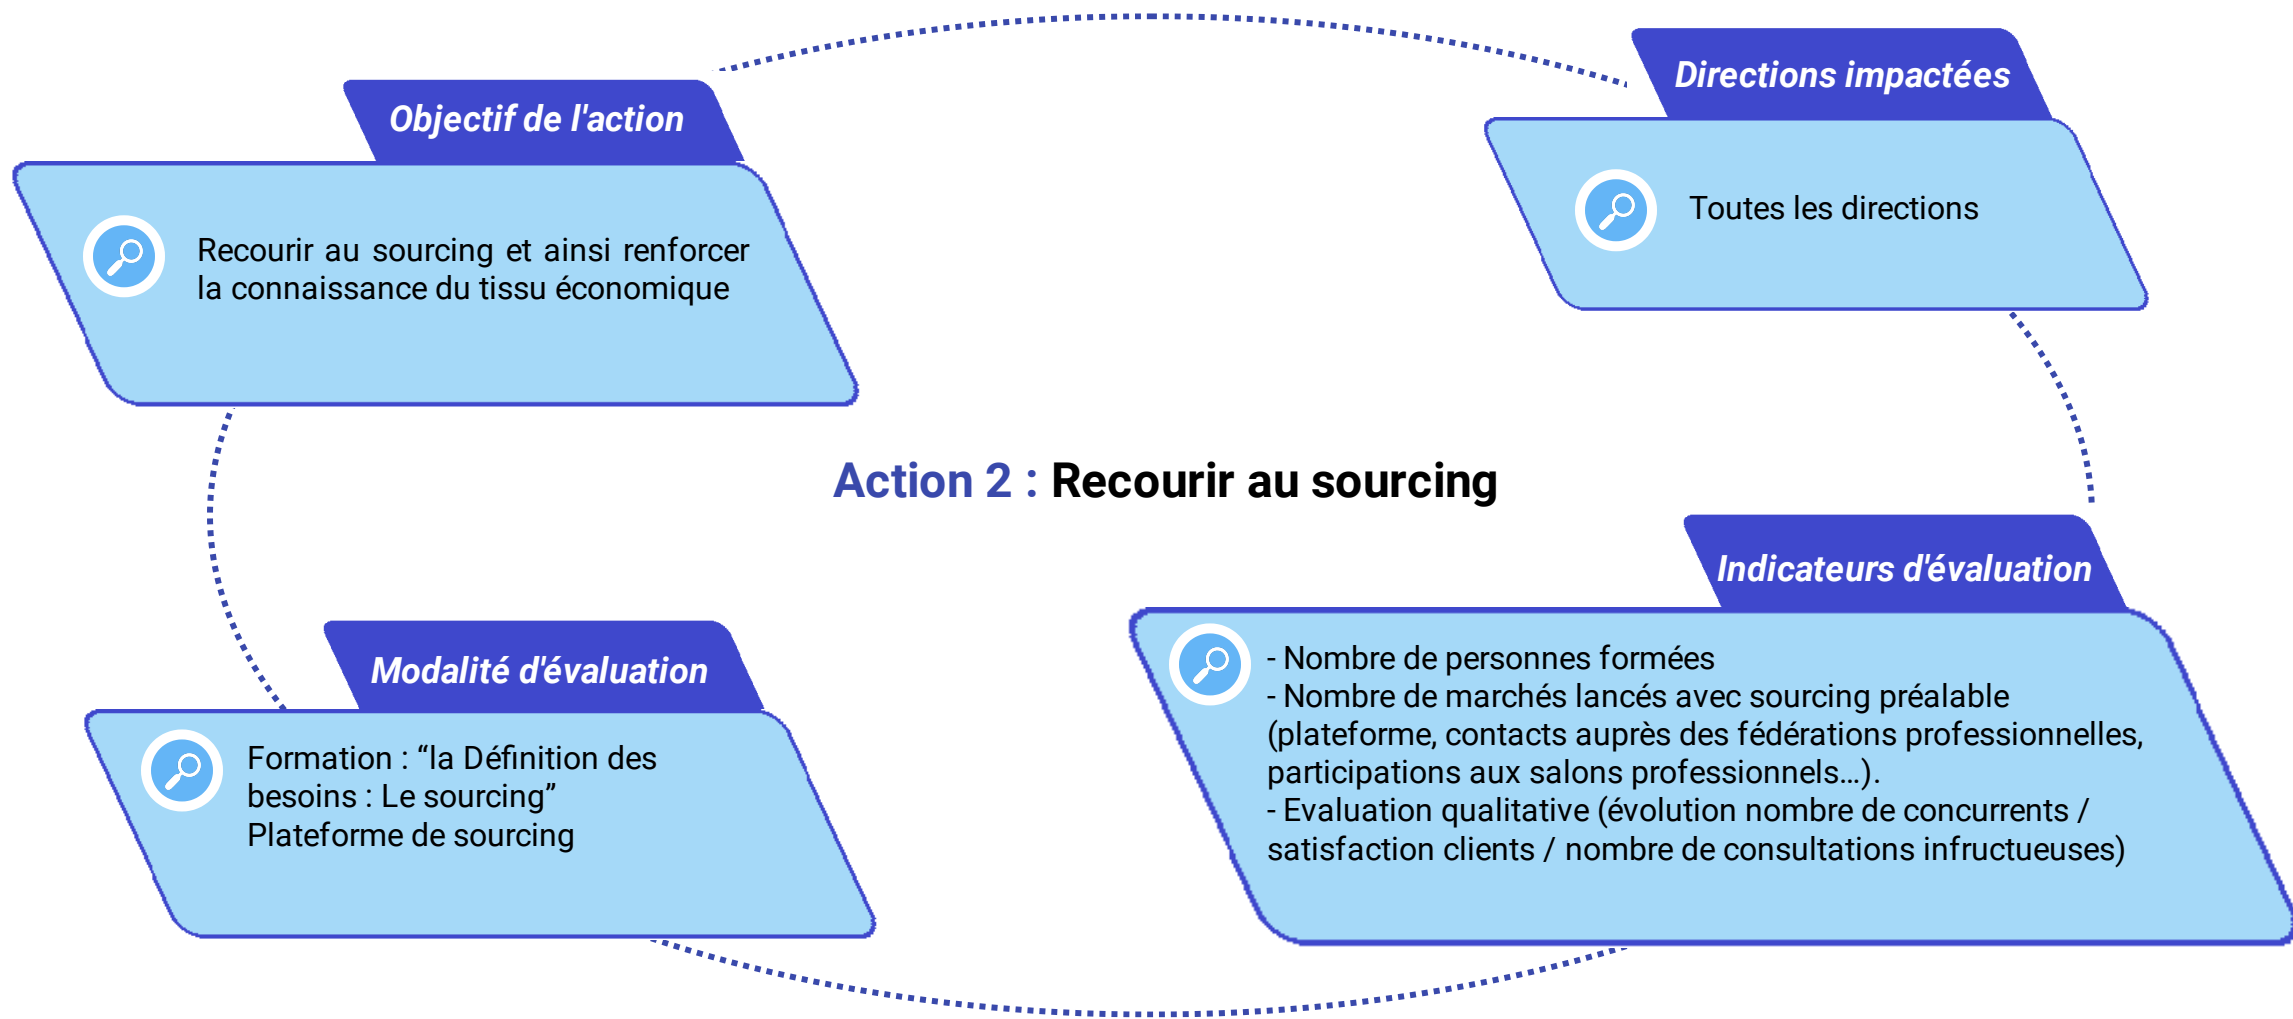 Objectif de l'action
Recourir au sourcing et ainsi renforcer
la connaissance du tissu économique
Directions impactées
Toutes les directions
Action 2 : Recourir au sourcing
Modalité d'évaluation
Formation : “la Définition des
besoins : Le sourcing”
Plateforme de sourcing
Indicateurs d'évaluation
- Nombre de personnes formées
- Nombre de marchés lancés avec sourcing préalable
(plateforme, contacts auprès des fédérations professionnelles,
participations aux salons professionnels…).
- Evaluation qualitative (évolution nombre de concurrents /
satisfaction clients / nombre de consultations infructueuses)